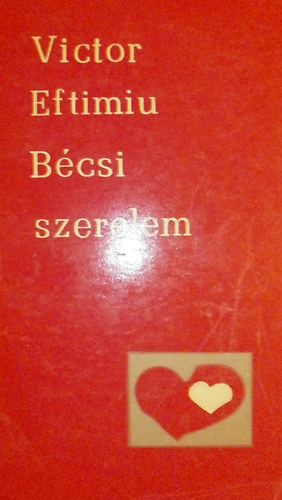 Victor
Eftimiu
Bécsi
szerelem